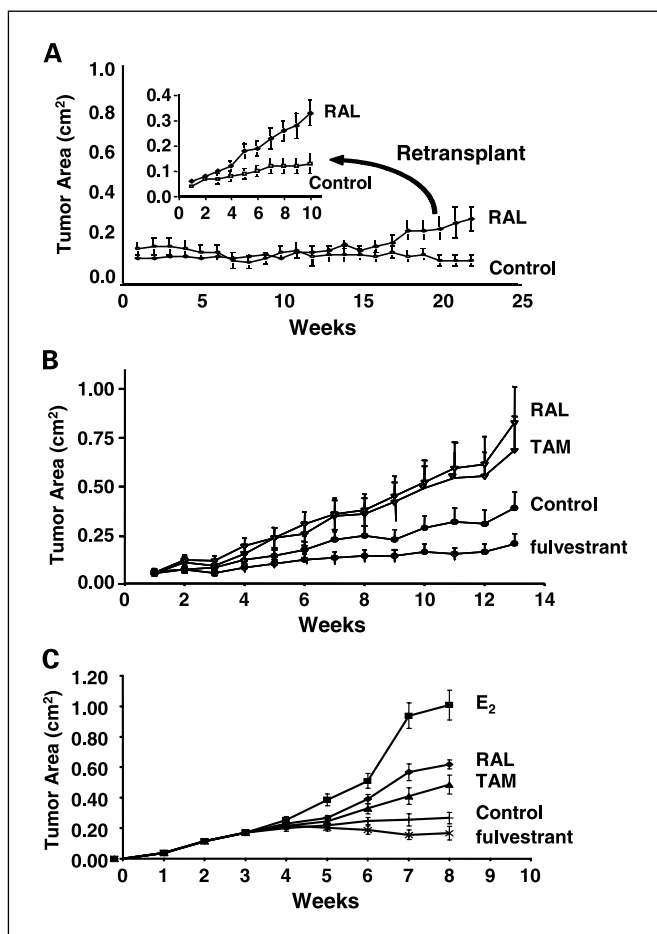 A
Tumor Area (cm²)
1.0
0.8
0.6
0.4
0.2
0.0
0.4
0.3
0.2
0.1
0.0
0 2 4 6 8 10
RAL
Control
Retransplant
RAL
Control
0 5 10 15 20 25
Weeks
B
Tumor Area (cm²)
1.00
0.75
0.50
0.25
0.00
RAL
TAM
Control
fulvestrant
0 2 4 6 8 10 12 14
Weeks
C
Tumor Area (cm²)
1.20
1.00
0.80
0.60
0.40
0.20
0.00
E₂
RAL
TAM
Control
fulvestrant
0 1 2 3 4 5 6 7 8 9 10
Weeks